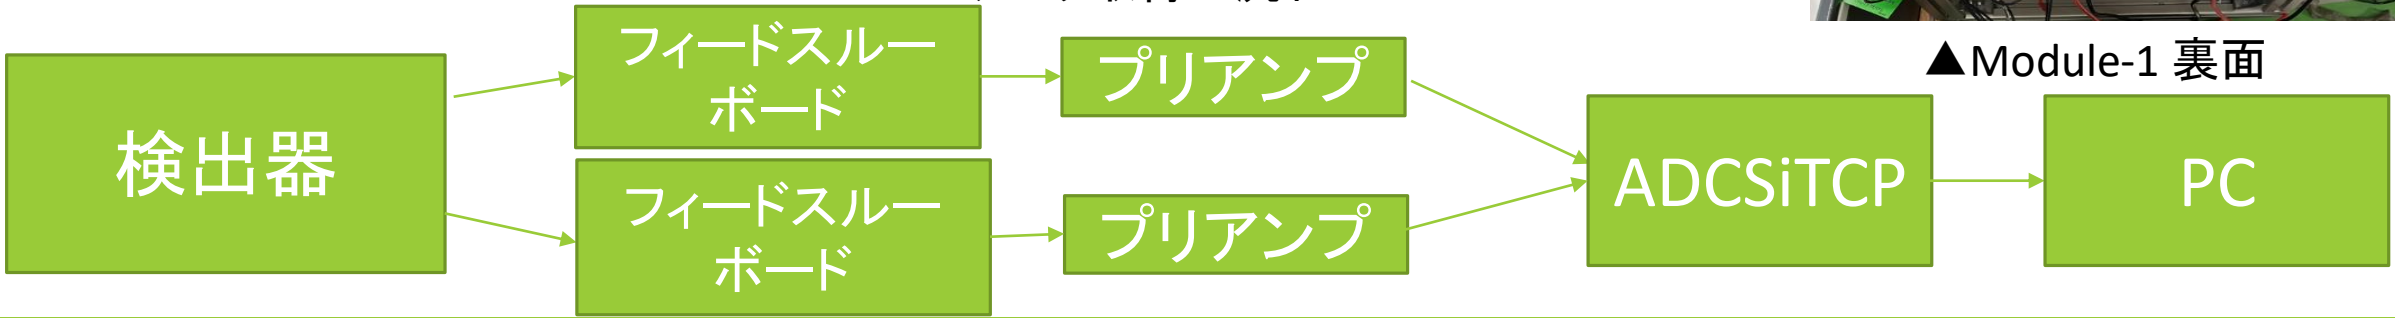 ▲Module-1 裏面
検出器
フィードスルー
ボード
プリアンプ
フィードスルー
ボード
プリアンプ
ADCSiTCP
PC